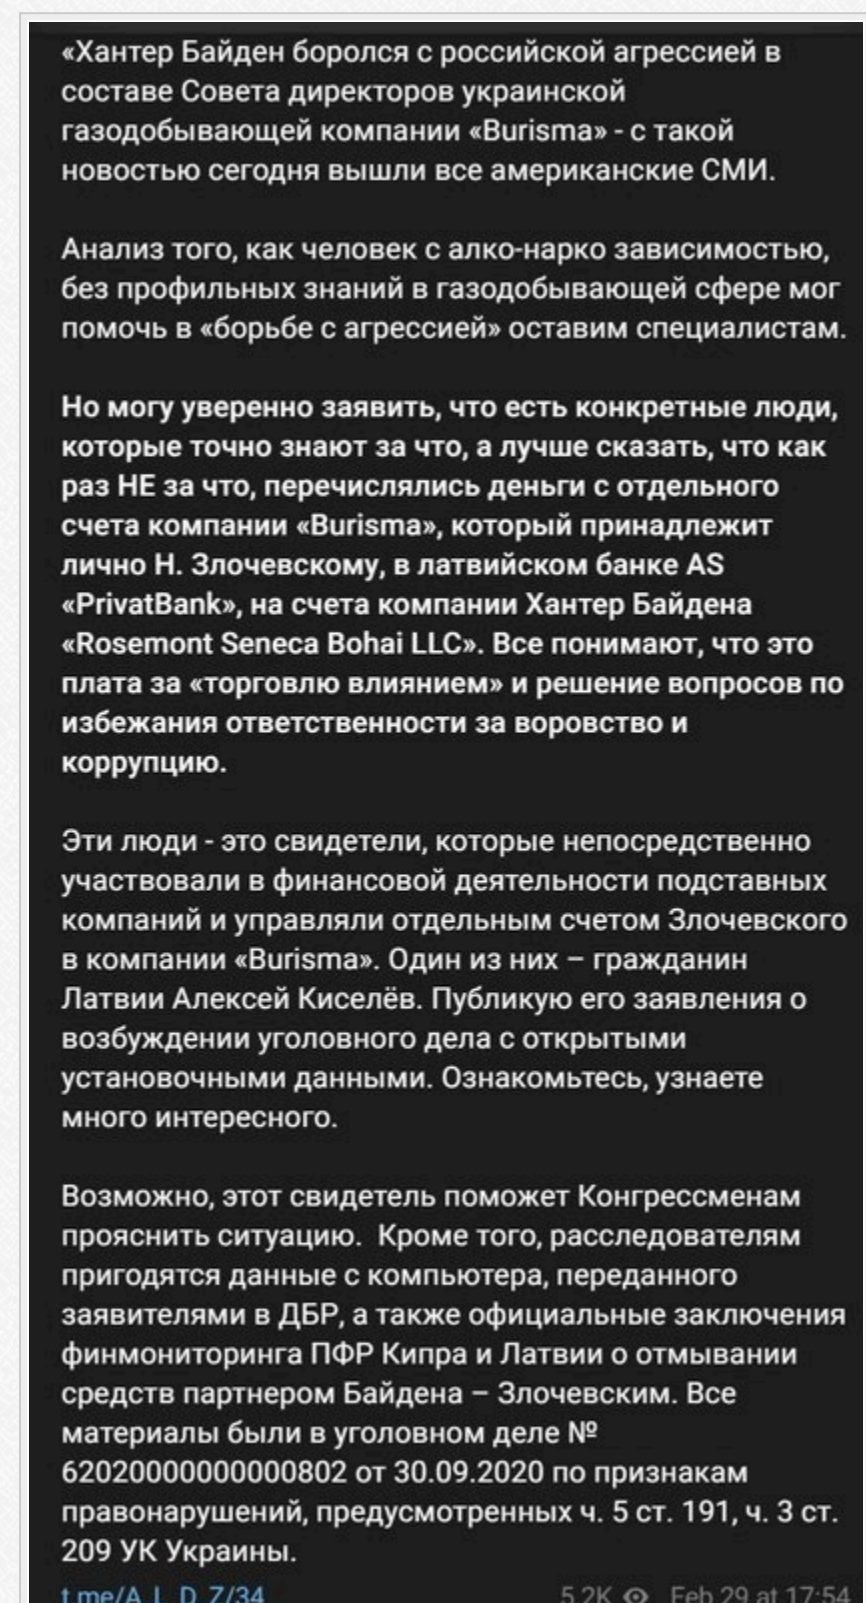 «Хантер Байден боролся с российской агрессией в
составе Совета директоров украинской
газодобывающей компании «Burisma» - с такой
новостью сегодня вышли все американские СМИ.
Анализ того, как человек с алко-нарко зависимостью,
без профильных знаний в газодобывающей сфере мог
помочь в «борьбе с агрессией» оставим специалистам.
Но могу уверенно заявить, что есть конкретные люди,
которые точно знают за что, а лучше сказать, что как
раз НЕ за что, перечислялись деньги с отдельного
счета компании «Burisma», который принадлежит
лично Н. Злочевскому, в латвийском банке AS
«PrivatBank», на счета компании Хантер Байдена
«Rosemont Seneca Bohai LLC». Все понимают, что это
плата за «торговлю влиянием» и решение вопросов по
избежания ответственности за воровство и
коррупцию.
Эти люди - это свидетели, которые непосредственно
участвовали в финансовой деятельности подставных
компаний и управляли отдельным счетом Злочевского
в компании «Burisma». Один из них – гражданин
Латвии Алексей Киселёв. Публикую его заявления о
возбуждении уголовного дела с открытыми
установочными данными. Ознакомьтесь, узнаете
много интересного.
Возможно, этот свидетель поможет Конгрессменам
прояснить ситуацию. Кроме того, расследователям
пригодятся данные с компьютера, переданного
заявителями в ДБР, а также официальные заключения
финмониторинга ПФР Кипра и Латвии о отмывании
средств партнером Байдена – Злочевским. Все
материалы были в уголовном деле №
62020000000000802 от 30.09.2020 по признакам
правонарушений, предусмотренных ч. 5 ст. 191, ч. 3 ст.
209 УК Украины.
t.me/A_L_D_Z/34 5.2K Feb 29 at 17:54